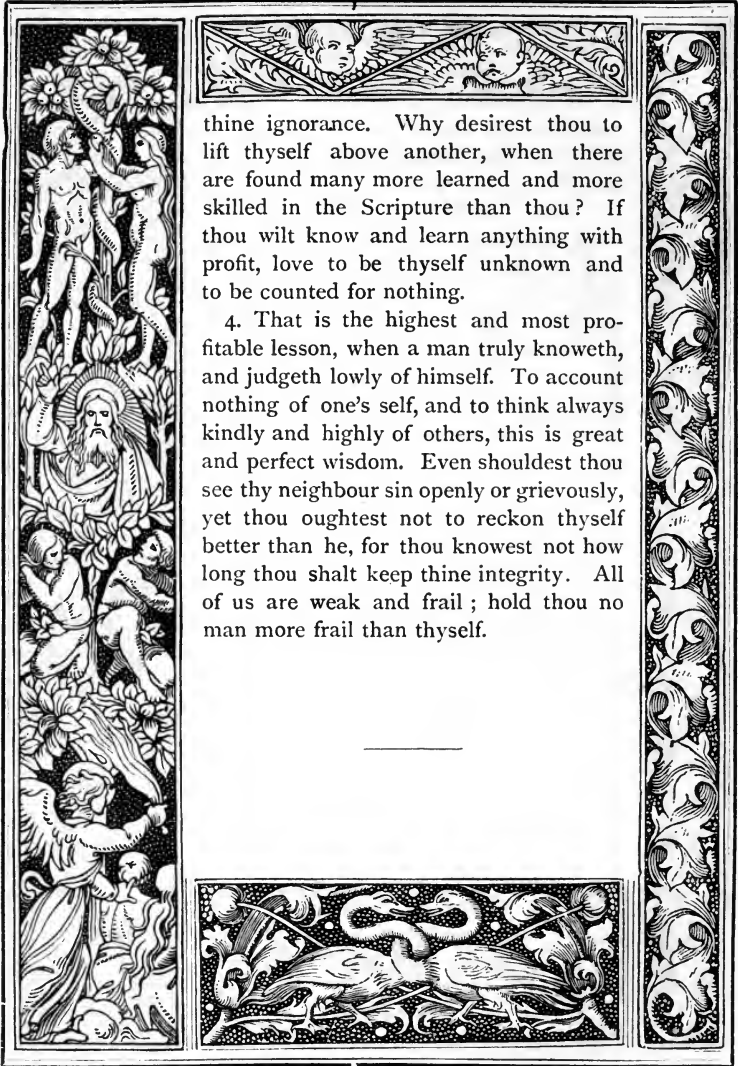 thine ignorance. Why desirest thou to
lift thyself above another, when there
are found many more learned and more
skilled in the Scripture than thou? If
thou wilt know and learn anything with
profit, love to be thyself unknown and
to be counted for nothing.
4. That is the highest and most pro-
fitable lesson, when a man truly knoweth,
and judgeth lowly of himself. To account
nothing of one's self, and to think always
kindly and highly of others, this is great
and perfect wisdom. Even shouldest thou
see thy neighbour sin openly or grievously,
yet thou oughtest not to reckon thyself
better than he, for thou knowest not how
long thou shalt keep thine integrity. All
of us are weak and frail ; hold thou no
man more frail than thyself.